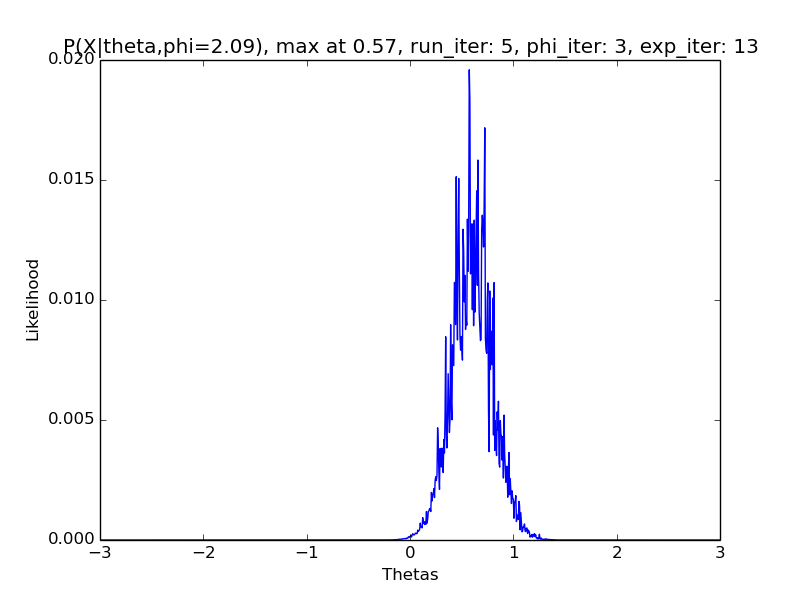 P(X|theta,phi=2.09), max at 0.57, run_iter: 5, phi_iter: 3, exp_iter: 13
0.020
0.015
0.010
0.005
0.000
Likelihood
−3 −2 −1 0 1 2 3
Thetas